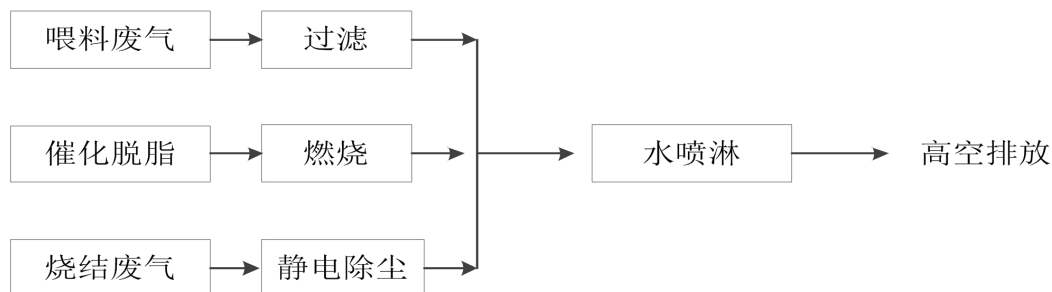 喂料废气
过滤
催化脱脂
燃烧
水喷淋
高空排放
烧结废气
静电除尘